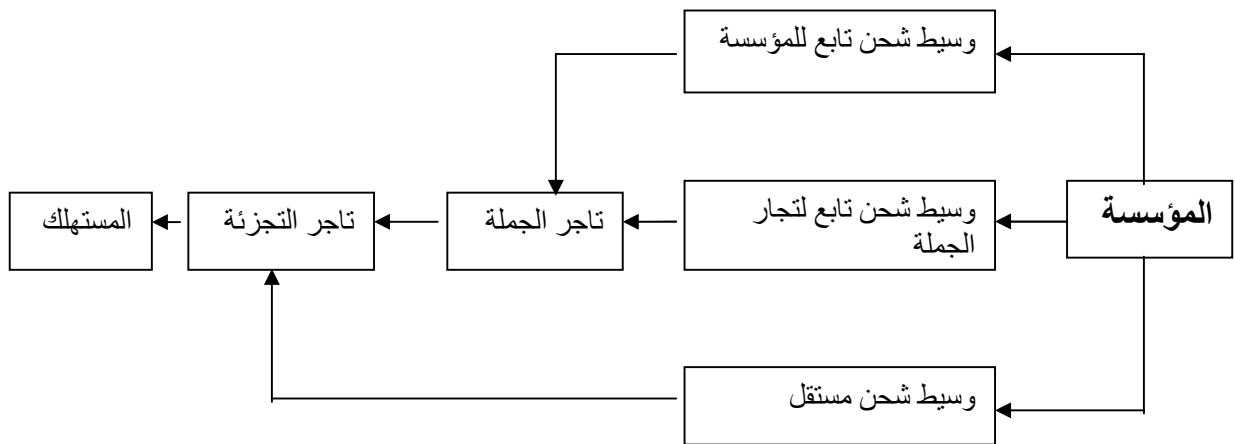 وسيط شحن تابع للمؤسسة
المؤسسة
وسيط شحن تابع لتجار
الجملة
تاجر الجملة
تاجر التجزئة
المستهلك
وسيط شحن مستقل